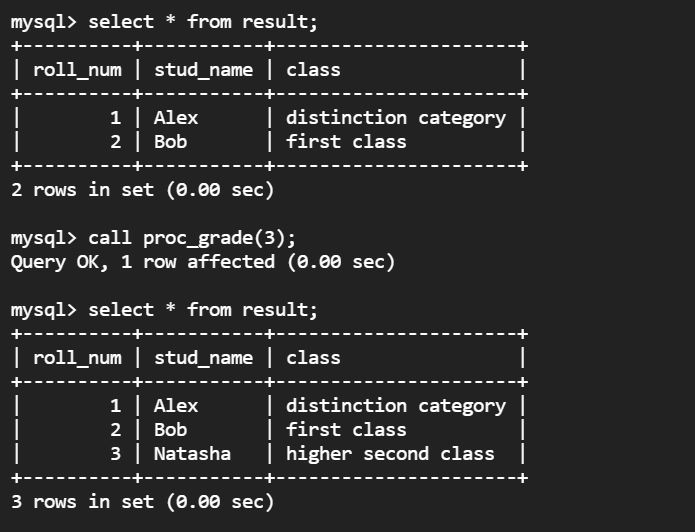 mysql> select * from result;
+----------+-----------+----------------------+
| roll_num | stud_name | class                |
+----------+-----------+----------------------+
|        1 | Alex      | distinction category |
|        2 | Bob       | first class          |
+----------+-----------+----------------------+
2 rows in set (0.00 sec)
mysql> call proc_grade(3);
Query OK, 1 row affected (0.00 sec)
mysql> select * from result;
+----------+-----------+----------------------+
| roll_num | stud_name | class                |
+----------+-----------+----------------------+
|        1 | Alex      | distinction category |
|        2 | Bob       | first class          |
|        3 | Natasha   | higher second class  |
+----------+-----------+----------------------+
3 rows in set (0.00 sec)